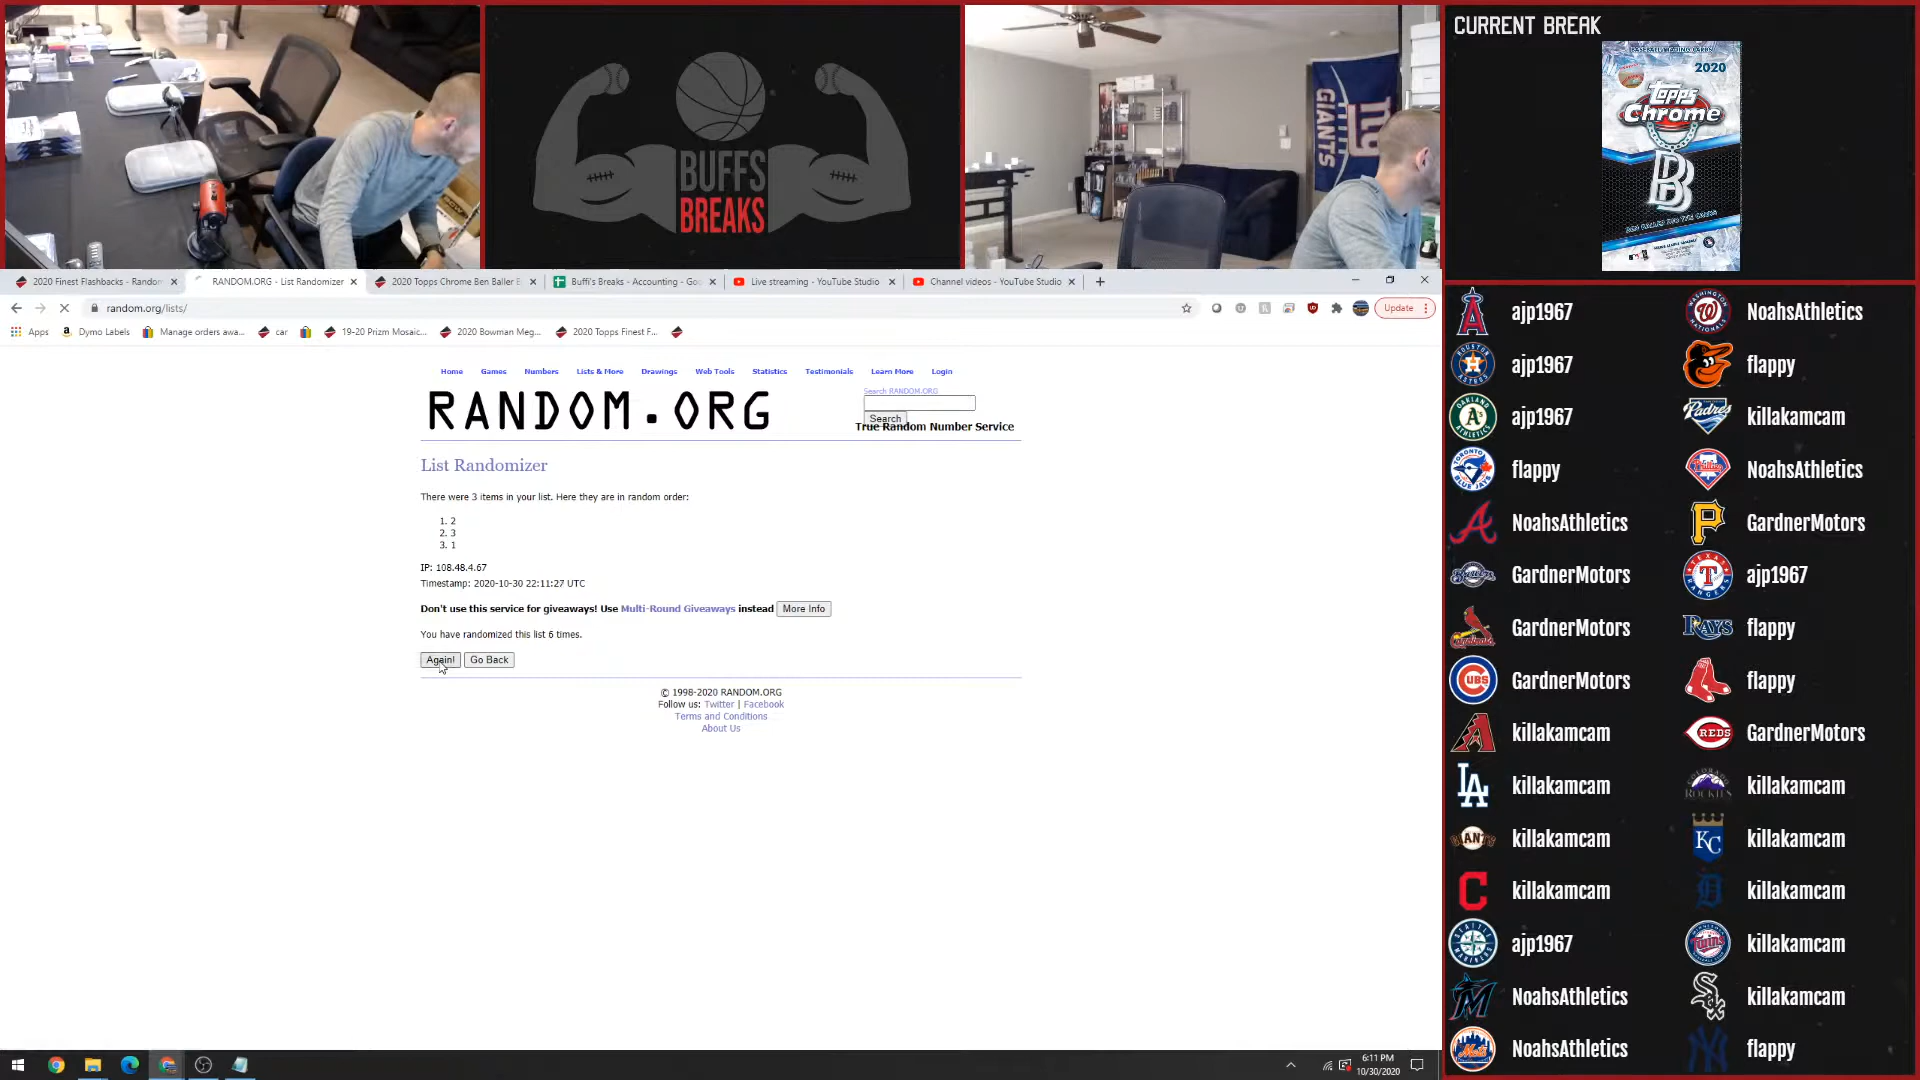 BUFFS
BREAKS
GIANTS
CURRENT BREAK
BASEBALL TRADING CARDS
2020
Topps
Chrome
2020 Finest Flashbacks - Random
RANDOM.ORG - List Randomizer
2020 Topps Chrome Ben Baller E
Buffi's Breaks - Accounting - Goo
Live streaming - YouTube Studio
Channel videos - YouTube Studio
random.org/lists/
Update
Apps
Dymo Labels
Manage orders awa...
car
19-20 Prizm Mosaic...
2020 Bowman Meg...
2020 Topps Finest F...
Home
Games
Numbers
Lists & More
Drawings
Web Tools
Statistics
Testimonials
Learn More
Login
RANDOM.ORG
Search RANDOM.ORG
Search
True Random Number Service
List Randomizer
There were 3 items in your list. Here they are in random order:
1. 2
2. 3
3. 1
IP: 108.48.4.67
Timestamp: 2020-10-30 22:11:27 UTC
Don't use this service for giveaways! Use Multi-Round Giveaways instead More Info
You have randomized this list 6 times.
Again! Go Back
© 1998-2020 RANDOM.ORG
Follow us: Twitter | Facebook
Terms and Conditions
About Us
ajp1967 NoahsAthletics
ajp1967 flappy
ajp1967 killakamcam
flappy NoahsAthletics
NoahsAthletics GardnerMotors
GardnerMotors ajp1967
GardnerMotors flappy
GardnerMotors flappy
killakamcam GardnerMotors
killakamcam killakamcam
killakamcam killakamcam
killakamcam killakamcam
ajp1967 killakamcam
NoahsAthletics killakamcam
NoahsAthletics flappy
6:11 PM
10/30/2020